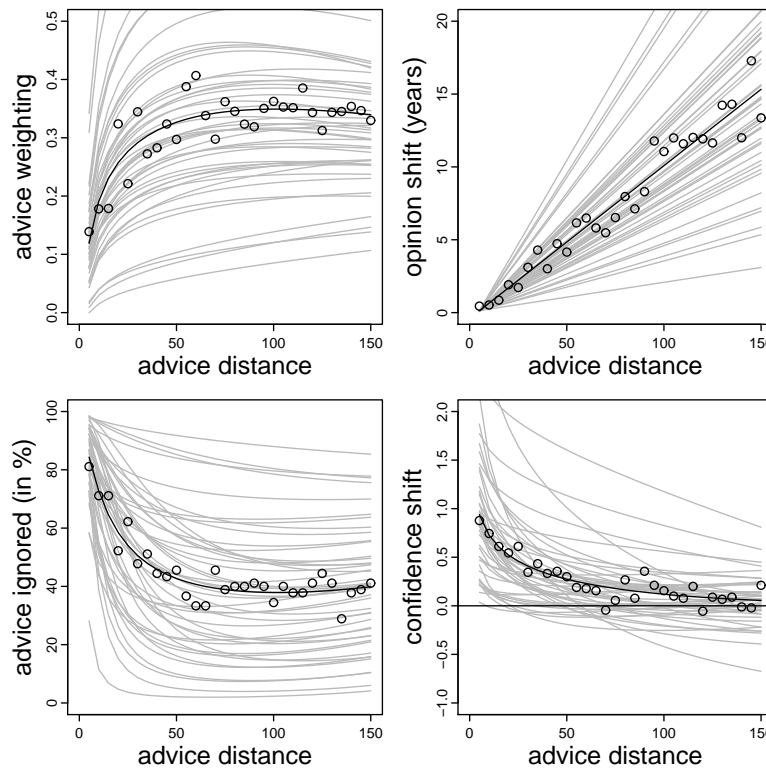 advice weighting
0.5
0.4
0.3
0.2
0.1
0.0
0 50 100 150
advice distance
opinion shift (years)
20
15
10
5
0
0 50 100 150
advice distance
advice ignored (in %)
100
80
60
40
20
0
0 50 100 150
advice distance
confidence shift
2.0
1.5
1.0
0.5
0.0
−0.5
−1.0
0 50 100 150
advice distance